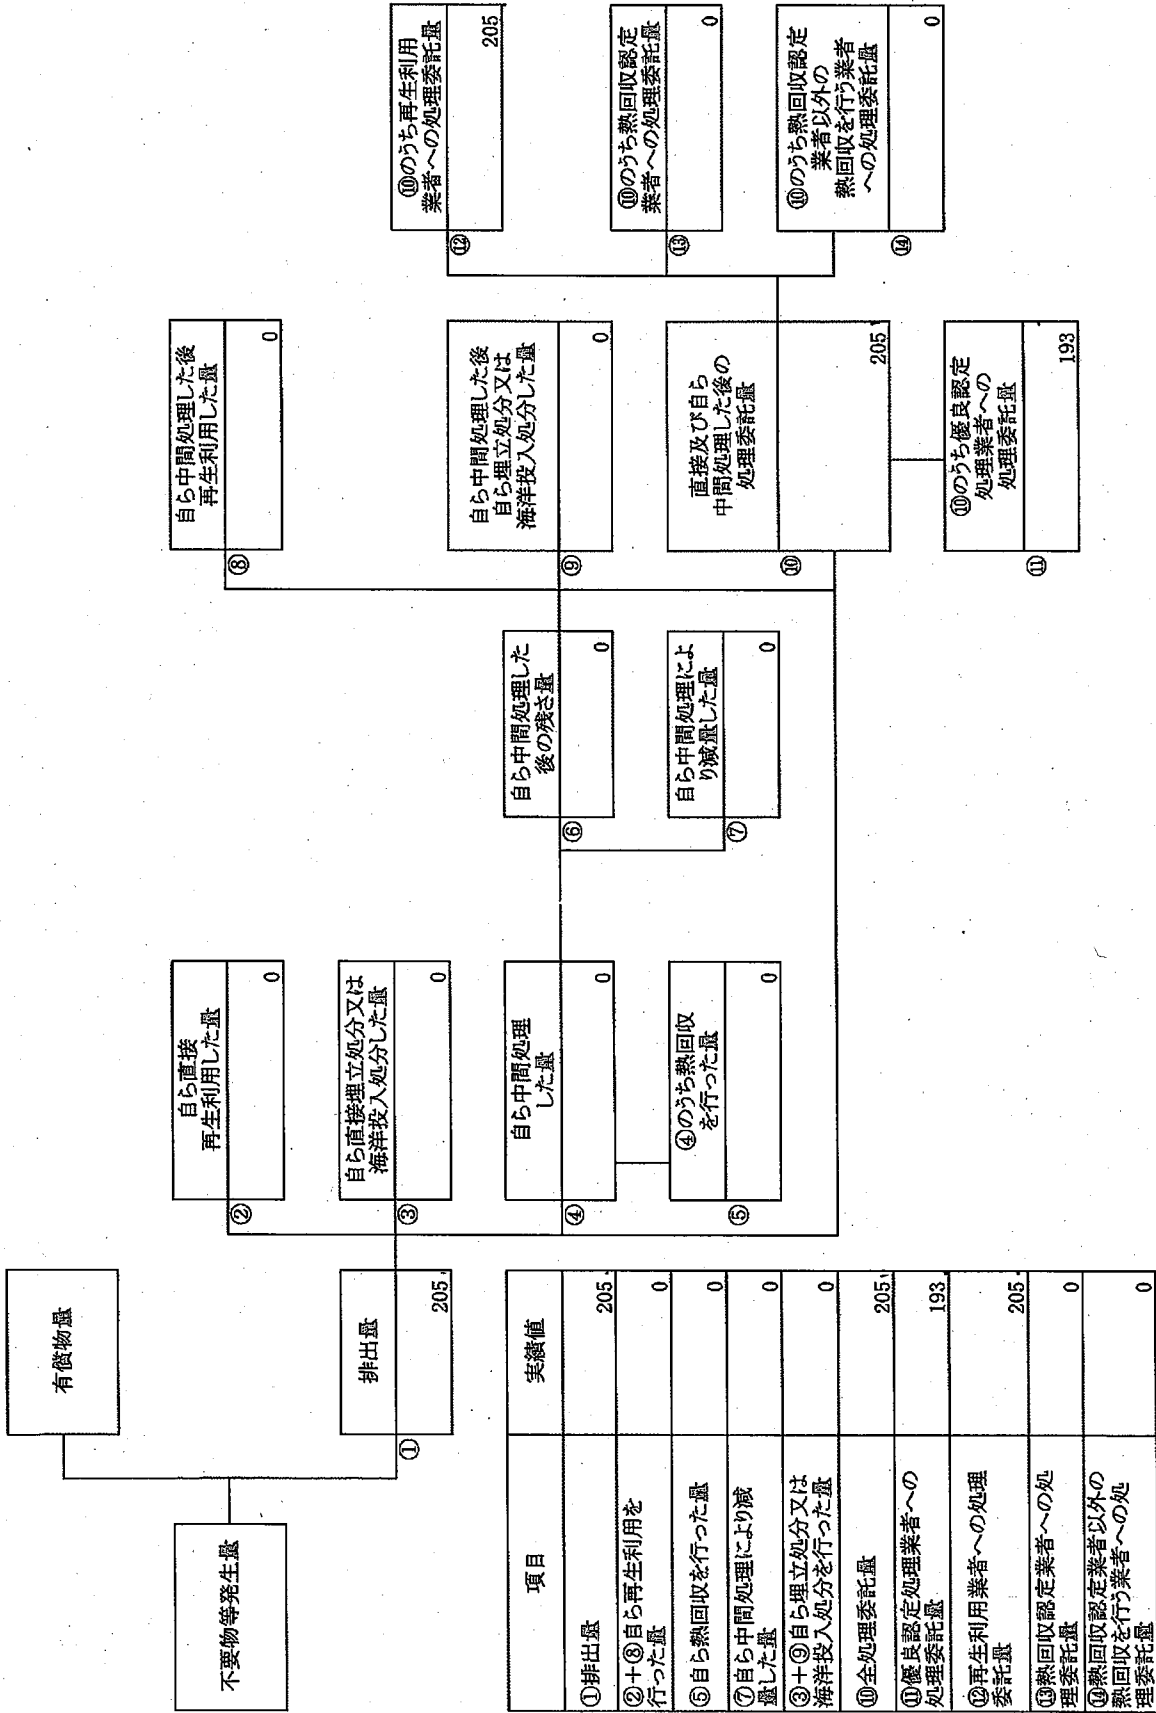 不要物等発生量
有償物量
①
排出量
205
②
自ら直接
再生利用した量
0
③
自ら直接埋立処分又は
海洋投入処分した量
0
④
自ら中間処理
した量
0
⑤
④のうち熱回収
を行った量
0
⑥
自ら中間処理した
後の残さ量
0
⑦
自ら中間処理によ
り減量した量
0
⑧
自ら中間処理した後
再生利用した量
0
⑨
自ら中間処理した後
自ら埋立処分又は
海洋投入処分した量
0
⑩
直接及び自ら
中間処理した後の
処理委託量
205
⑪
⑩のうち優良認定
処理業者への
処理委託量
193
⑫
⑩のうち再生利用
業者への処理委託量
205
⑬
⑩のうち熱回収認定
業者への処理委託量
0
⑭
⑩のうち熱回収認定
業者以外の
熱回収を行う業者
への処理委託量
0
項目 実績値
①排出量 205
②+⑧自ら再生利用を
行った量 0
⑤自ら熱回収を行った量 0
⑦自ら中間処理により減
量した量 0
③+⑨自ら埋立処分又は
海洋投入処分を行った量 0
⑩全処理委託量 205
⑪優良認定処理業者への
処理委託量 193
⑫再生利用業者への処理
委託量 205
⑬熱回収認定業者への処
理委託量 0
⑭熱回収認定業者以外の
熱回収を行う業者への処
理委託量 0